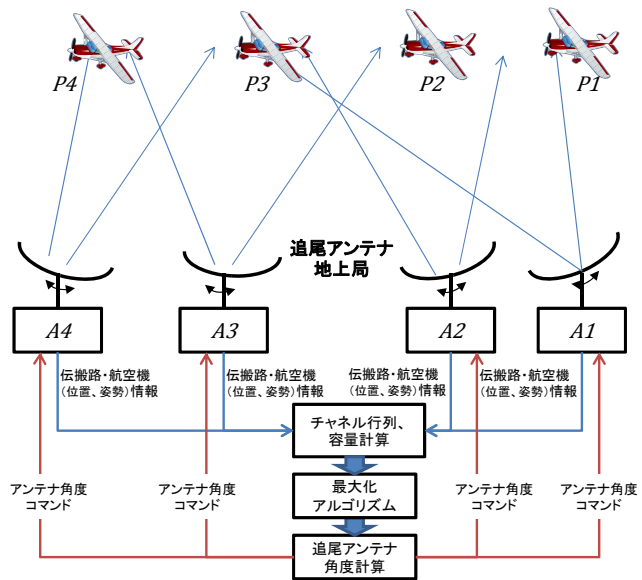 P4
P3
P2
P1
追尾アンテナ
地上局
A4
A3
A2
A1
伝搬路・航空機
(位置、姿勢)情報
伝搬路・航空機
(位置、姿勢)情報
伝搬路・航空機
(位置、姿勢)情報
伝搬路・航空機
(位置、姿勢)情報
チャネル行列、
容量計算
アンテナ角度
コマンド
アンテナ角度
コマンド
最大化
アルゴリズム
アンテナ角度
コマンド
アンテナ角度
コマンド
追尾アンテナ
角度計算